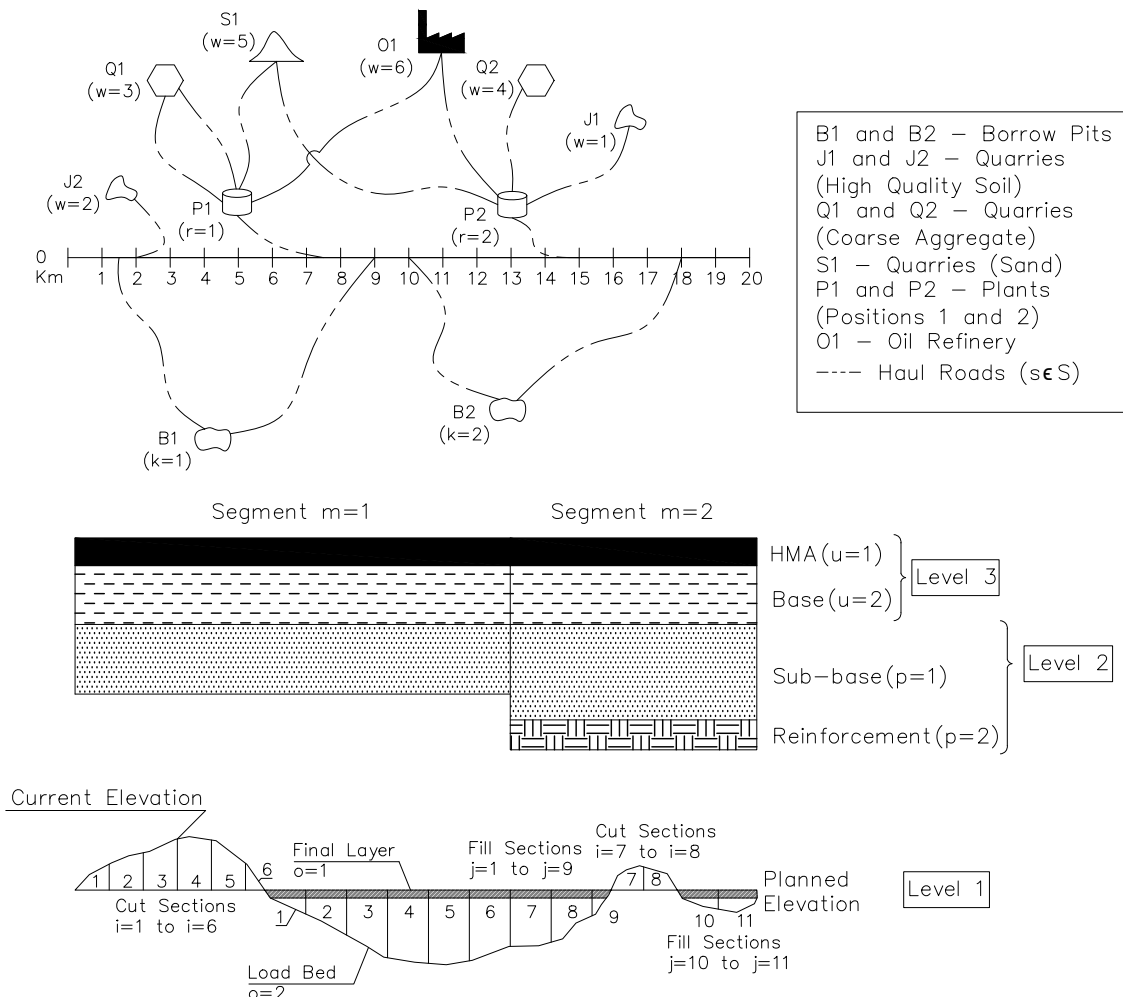 S1
(w=5)
O1
(w=6)
Q1
(w=3)
Q2
(w=4)
J1
(w=1)
J2
(w=2)
P1
(r=1)
P2
(r=2)
0
Km
1 2 3 4 5 6 7 8 9 10 11 12 13 14 15 16 17 18 19 20
B1
(k=1)
B2
(k=2)
B1 and B2 – Borrow Pits
J1 and J2 – Quarries
(High Quality Soil)
Q1 and Q2 – Quarries
(Coarse Aggregate)
S1 – Quarries (Sand)
P1 and P2 – Plants
(Positions 1 and 2)
O1 – Oil Refinery
Haul Roads (sϵS)
Segment m=1
Segment m=2
HMA(u=1)
Base(u=2)
Level 3
Sub-base(p=1)
Reinforcement(p=2)
Level 2
Current Elevation
Final Layer
o=1
Fill Sections
j=1 to j=9
Cut Sections
i=7 to i=8
1 2 3 4 5 6
7 8
Planned
Elevation
Level 1
Cut Sections
i=1 to i=6
1 2 3 4 5 6 7 8 9
10 11
Fill Sections
j=10 to j=11
Load Bed
o=2